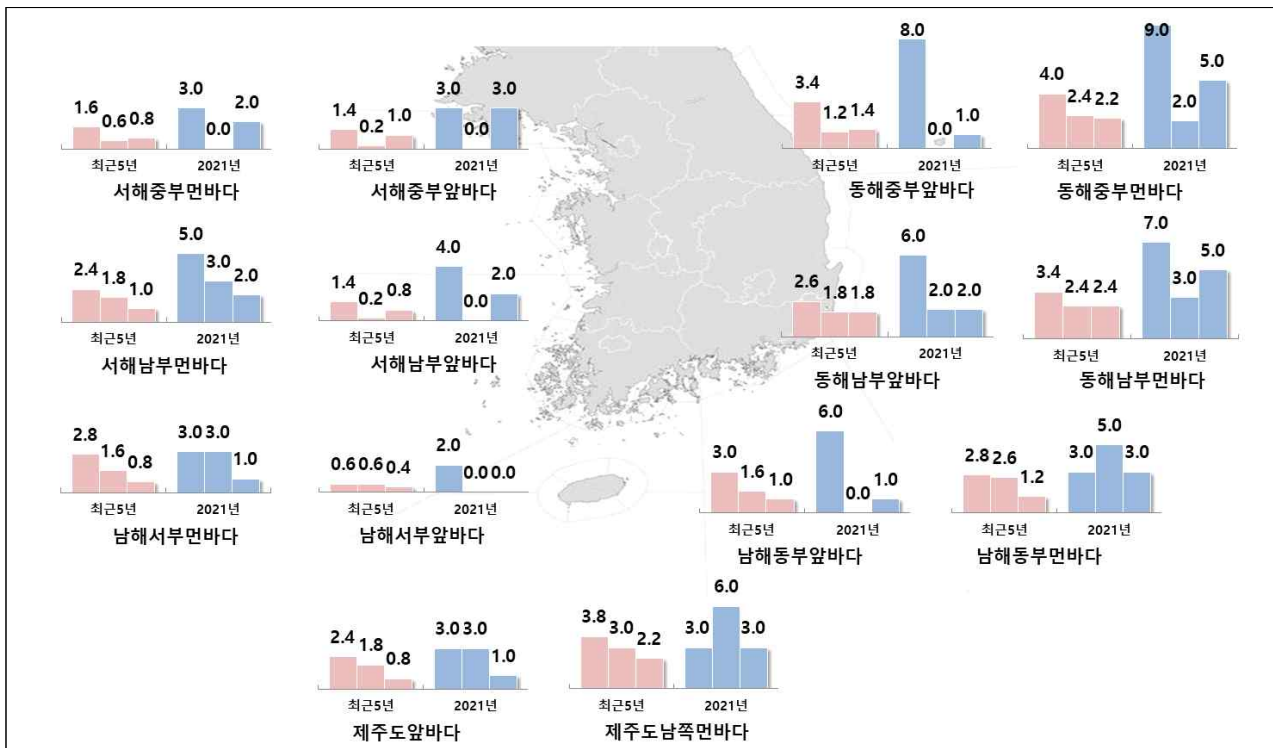 1.6 0.6 0.8 3.0 0.0 2.0
최근5년 2021년
서해중부먼바다
1.4 0.2 1.0 3.0 0.0 3.0
최근5년 2021년
서해중부앞바다
3.4 1.2 1.4 8.0 0.0 1.0
최근5년 2021년
동해중부앞바다
4.0 2.4 2.2 9.0 2.0 5.0
최근5년 2021년
동해중부먼바다
2.4 1.8 1.0 5.0 3.0 2.0
최근5년 2021년
서해남부먼바다
1.4 0.2 0.8 4.0 0.0 2.0
최근5년 2021년
서해남부앞바다
2.6 1.8 1.8 6.0 2.0 2.0
최근5년 2021년
동해남부앞바다
3.4 2.4 2.4 7.0 3.0 5.0
최근5년 2021년
동해남부먼바다
2.8 1.6 0.8 3.0 3.0 1.0
최근5년 2021년
남해서부먼바다
0.6 0.6 0.4 2.0 0.0 0.0
최근5년 2021년
남해서부앞바다
3.0 1.6 1.0 6.0 0.0 1.0
최근5년 2021년
남해동부앞바다
2.8 2.6 1.2 3.0 5.0 3.0
최근5년 2021년
남해동부먼바다
2.4 1.8 0.8 3.0 3.0 1.0
최근5년 2021년
제주도앞바다
3.8 3.0 2.2 3.0 6.0 3.0
최근5년 2021년
제주도남쪽먼바다